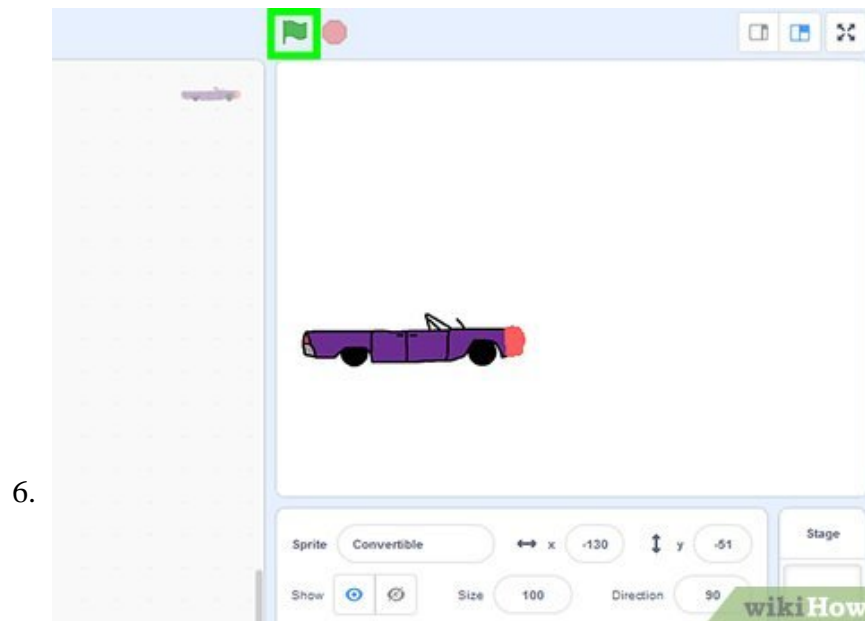 6.
Sprite Convertible x -130 y -51 Stage
Show Size 100 Direction 90
wikiHow